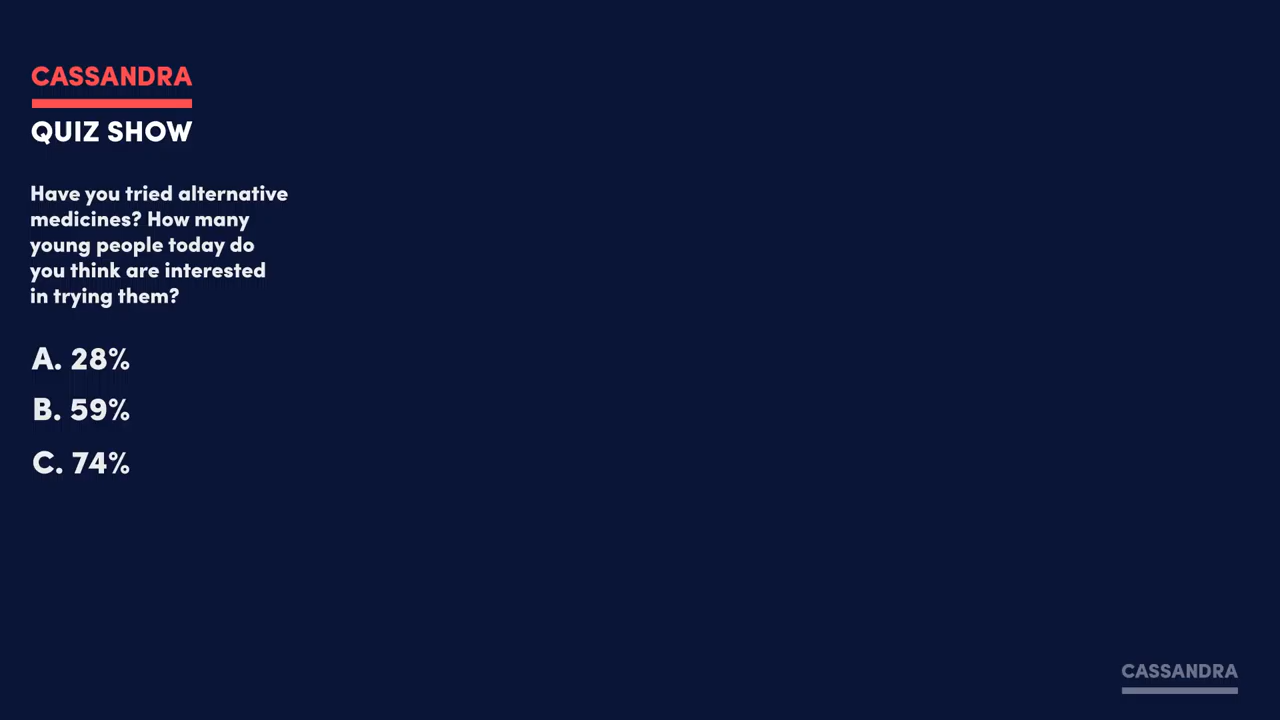 CASSANDRA
QUIZ SHOW
Have you tried alternative
medicines? How many
young people today do
you think are interested
in trying them?
A. 28%
B. 59%
C. 74%
CASSANDRA